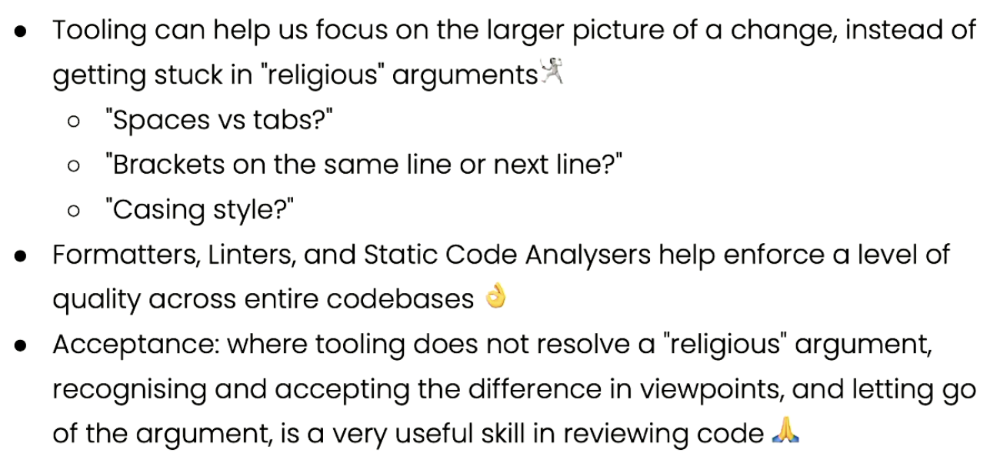 ● Tooling can help us focus on the larger picture of a change, instead of
getting stuck in "religious" arguments🤺
○ "Spaces vs tabs?"
○ "Brackets on the same line or next line?"
○ "Casing style?"
● Formatters, Linters, and Static Code Analysers help enforce a level of
quality across entire codebases 👌
● Acceptance: where tooling does not resolve a "religious" argument,
recognising and accepting the difference in viewpoints, and letting go
of the argument, is a very useful skill in reviewing code 🙏